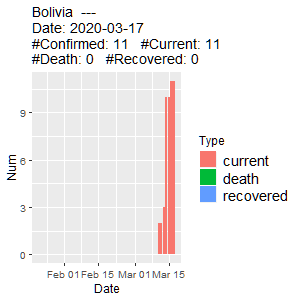 Bolivia  ---
Date: 2020-03-17
#Confirmed: 11   #Current: 11
#Death: 0   #Recovered: 0
Num
9
6
3
0
Feb 01
Feb 15
Mar 01
Mar 15
Date
Type
current
death
recovered